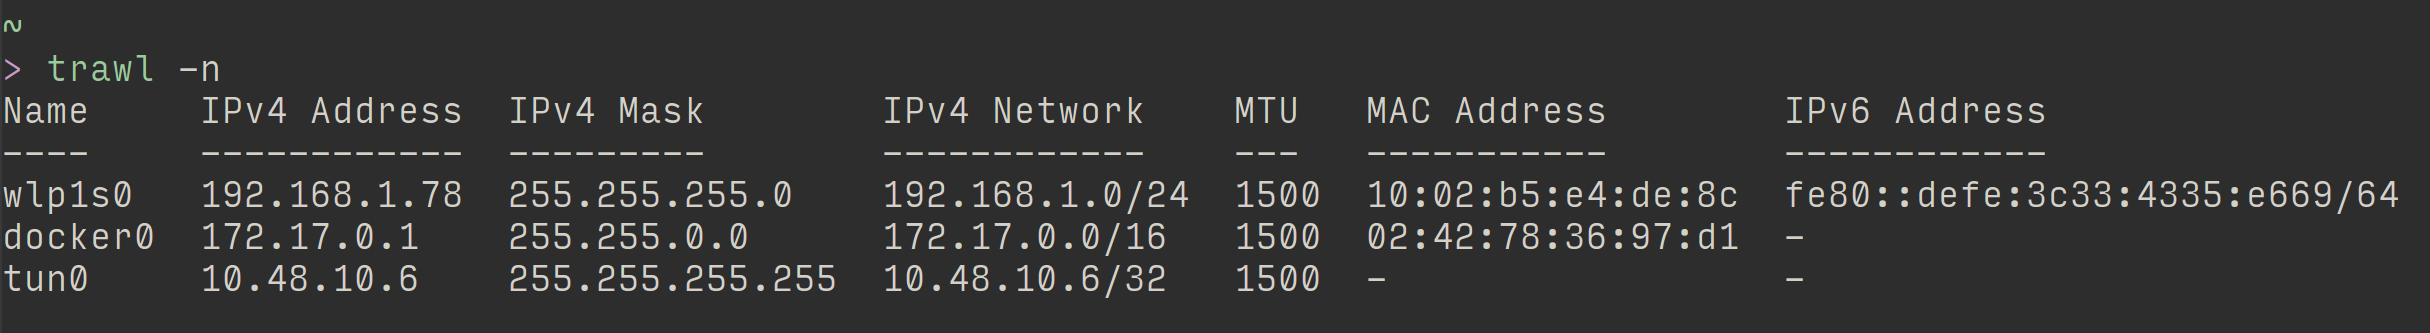 ~
> trawl -n
Name     IPv4 Address  IPv4 Mask        IPv4 Network    MTU   MAC Address        IPv6 Address
----     ------------  ---------        ------------    ---   -----------        ------------
wlp1s0   192.168.1.78  255.255.255.0    192.168.1.0/24  1500  10:02:b5:e4:de:8c  fe80::defe:3c33:4335:e669/64
docker0  172.17.0.1    255.255.0.0      172.17.0.0/16   1500  02:42:78:36:97:d1  -
tun0     10.48.10.6    255.255.255.255  10.48.10.6/32   1500  -                  -